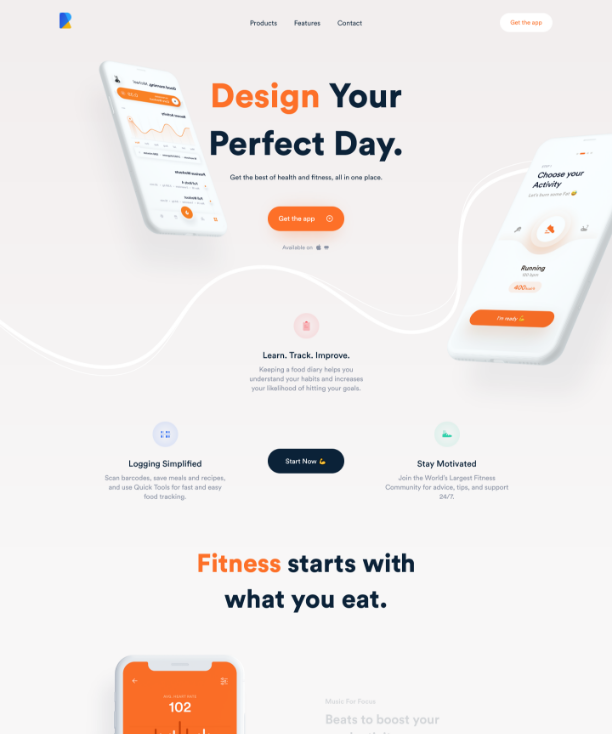 Products Features Contact
Get the app
Design Your
Perfect Day.
Get the best of health and fitness, all in one place.
Get the app
Available on
Choose your
Activity
Running
I'm ready 💪
Learn. Track. Improve.
Keeping a food diary helps you
understand your habits and increases
your likelihood of hitting your goals.
Logging Simplified
Scan barcodes, save meals and recipes,
and use Quick Tools for fast and easy
food tracking.
Start Now 💪
Stay Motivated
Join the World's Largest Fitness
Community for advice, tips, and support
24/7.
Fitness starts with
what you eat.
102
Music For Focus
Beats to boost your